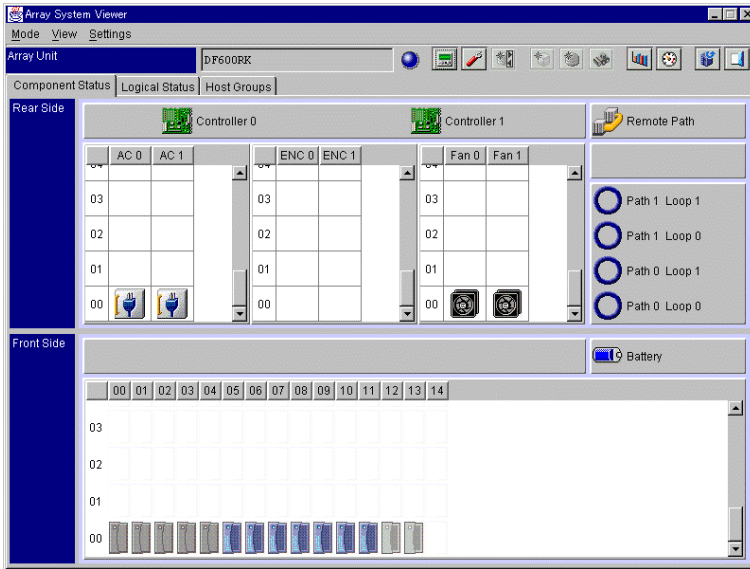 Array System Viewer
Mode View Settings
Array Unit DF600RK
Component Status Logical Status Host Groups
Rear Side
Controller 0 Controller 1 Remote Path
AC 0 AC 1 ENC 0 ENC 1 Fan 0 Fan 1
04 04 04
03 03 03 Path 1 Loop 1
02 02 02 Path 1 Loop 0
01 01 01 Path 0 Loop 1
00 00 00 Path 0 Loop 0
Front Side
Battery
00 01 02 03 04 05 06 07 08 09 10 11 12 13 14
03
02
01
00